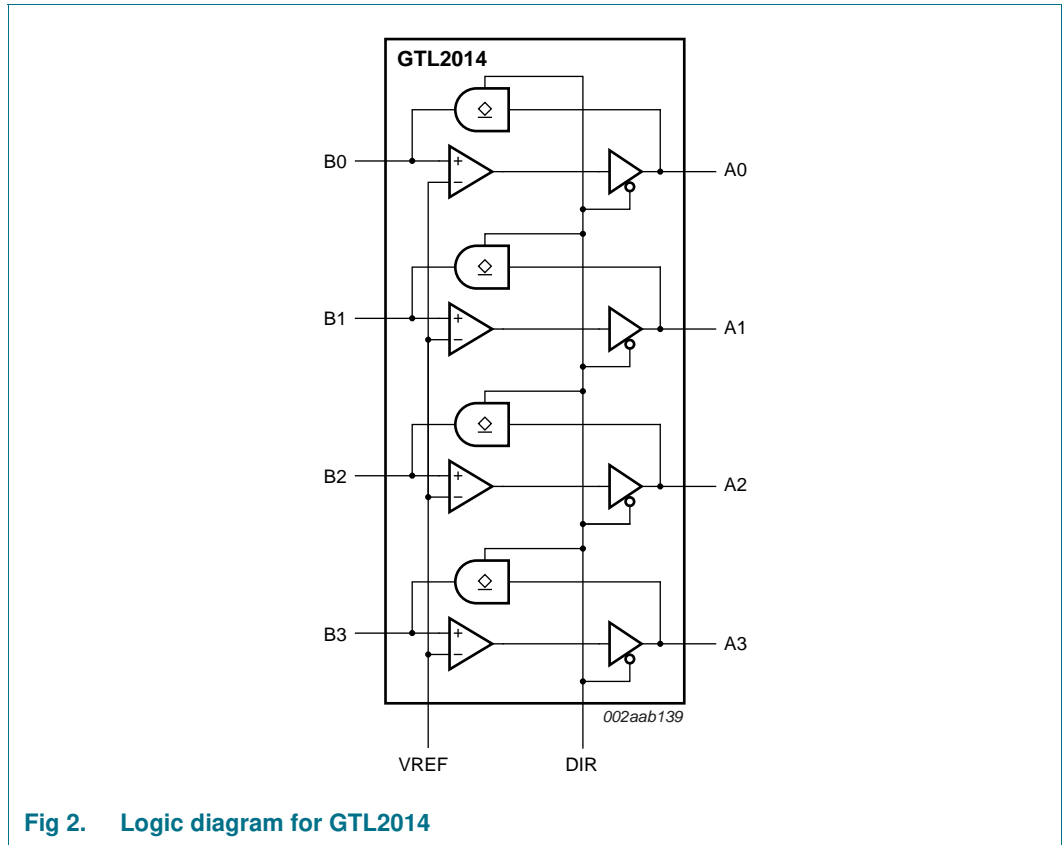 GTL2014
B0
+
−
A0
B1
+
−
A1
B2
+
−
A2
B3
+
−
A3
002aab139
VREF DIR
Fig 2. Logic diagram for GTL2014